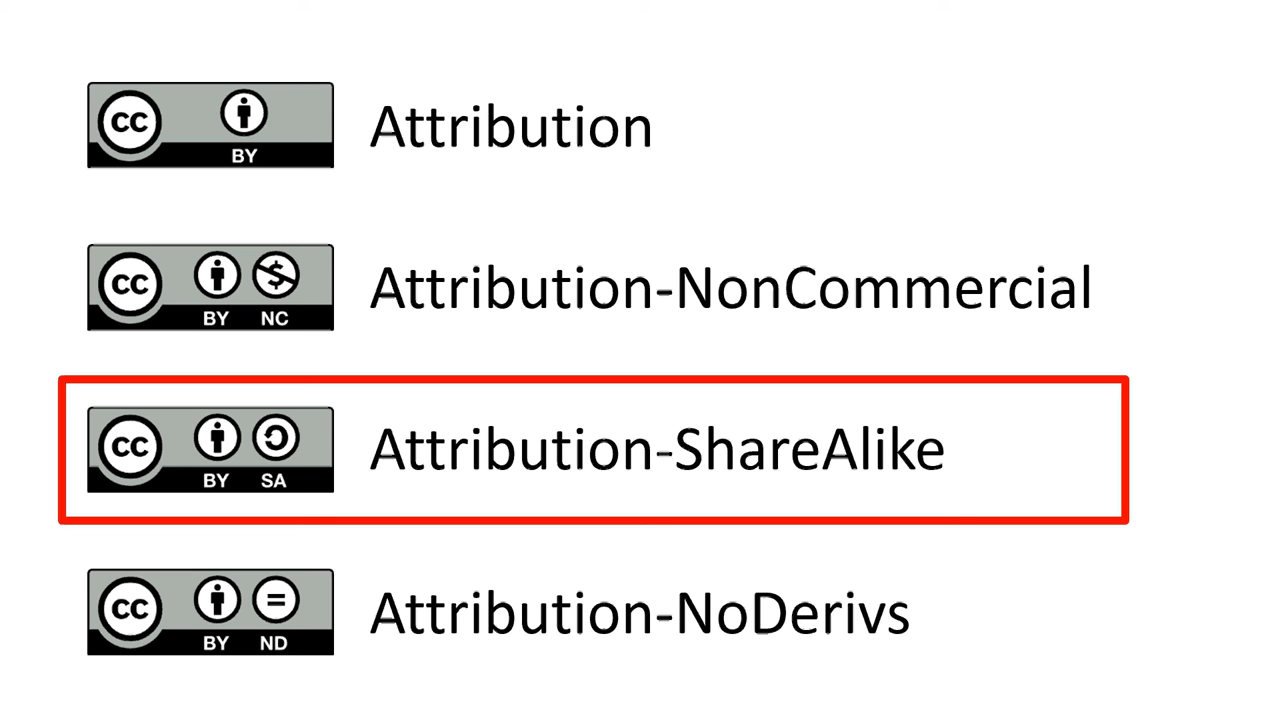 cc BY Attribution
cc BY NC Attribution-NonCommercial
cc BY SA Attribution-ShareAlike
cc BY ND Attribution-NoDerivs